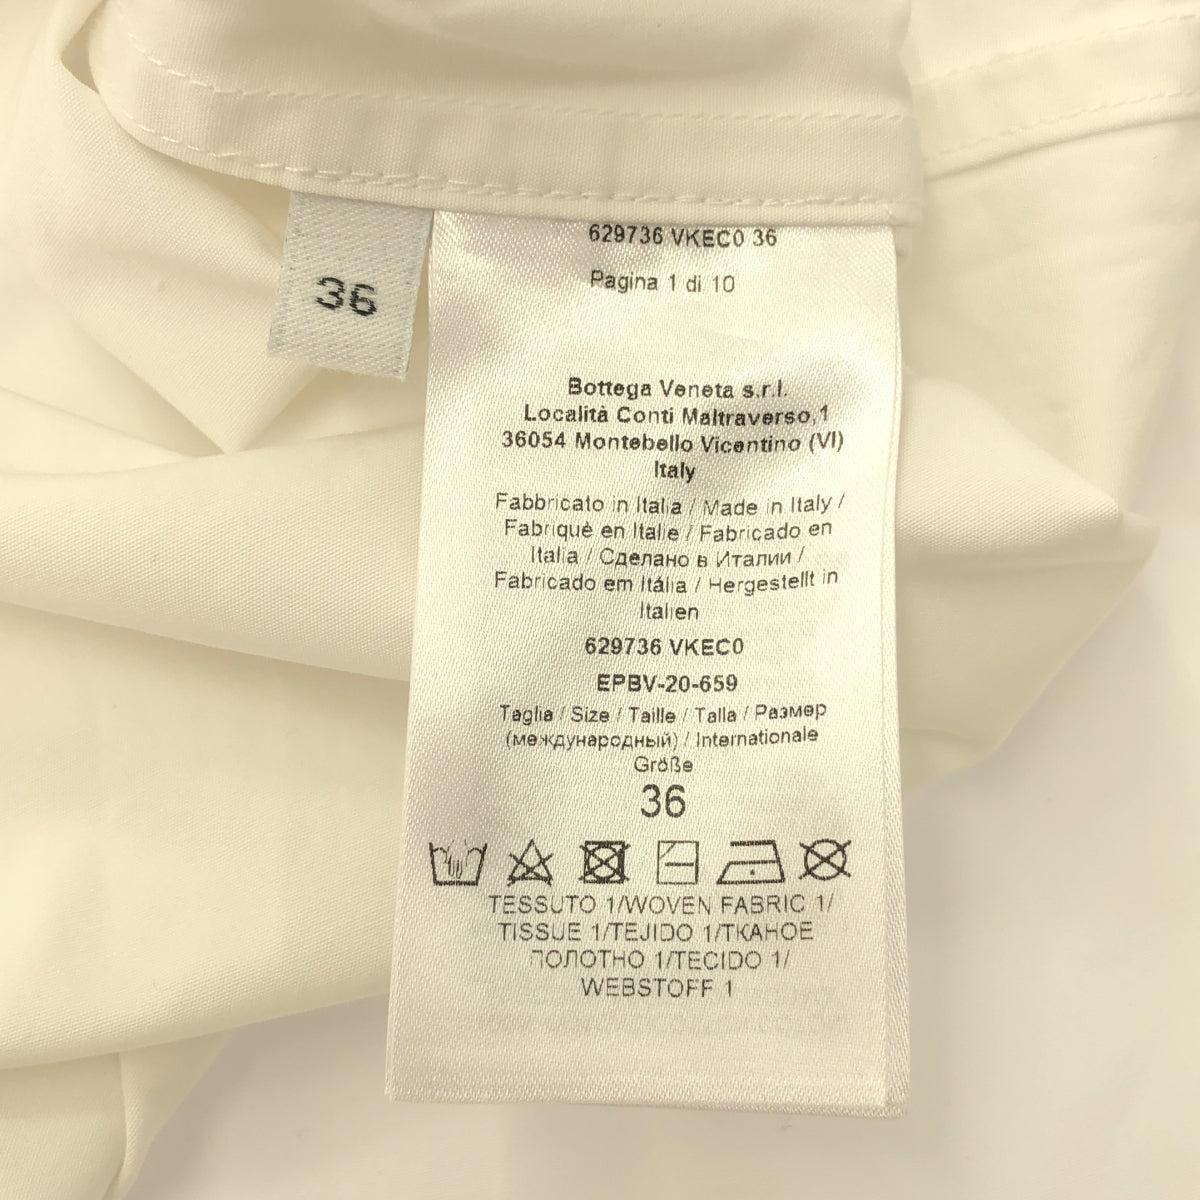 36
629736 VKEC0 36
Pagina 1 di 10
Bottega Veneta s.r.l.
Località Conti Maltraverso,1
36054 Montebello Vicentino (VI)
Italy
Fabbricato in Italia / Made in Italy /
Fabriquè en Italie / Fabricado en
Italia / Сделано в Италии /
Fabricado em Itália / Hergestellt in
Italien
629736 VKEC0
EPBV-20-659
Taglia / Size / Taille / Talla / Размер
(международный) / Internationale
Größe
36
TESSUTO 1/WOVEN FABRIC 1/
TISSUE 1/TEJIDO 1/TKAHOE
ПОЛОТНО 1/TECIDO 1/
WEBSTOFF 1